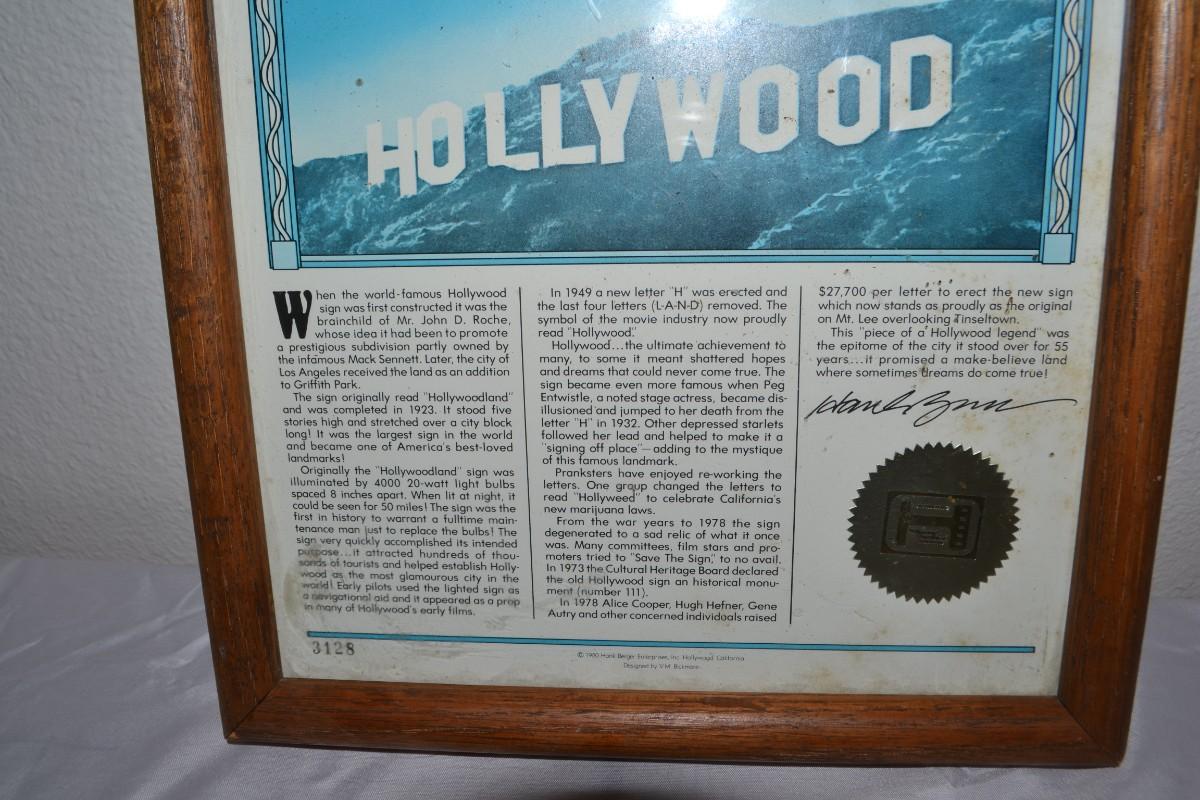 HOLLYWOOD
When the world-famous Hollywood
sign was first constructed it was the
brainchild of Mr. John D. Roche,
whose idea it had been to promote
a prestigious subdivision partly owned by
the infamous Mack Sennett. Later, the city of
Los Angeles received the land as an addition
to Griffith Park.
The sign originally read "Hollywoodland"
and was completed in 1923. It stood five
stories high and stretched over a city block
long! It was the largest sign in the world
and became one of America's best-loved
landmarks!
Originally the "Hollywoodland" sign was
illuminated by 4000 20-watt light bulbs
spaced 8 inches apart. When lit at night, it
could be seen for 50 miles! The sign was the
first in history to warrant a fulltime main-
tenance man just to replace the bulbs! The
sign very quickly accomplished its intended
purpose...it attracted hundreds of thou-
sands of tourists and helped establish Holly-
wood as the most glamourous city in the
world! Early pilots used the lighted sign as
a navigational aid and it appeared as a prop
in many of Hollywood's early films.
In 1949 a new letter "H" was erected and
the last four letters (L-A-N-D) removed. The
symbol of the movie industry now proudly
read "Hollywood."
Hollywood...the ultimate achievement to
many, to some it meant shattered hopes
and dreams that could never come true. The
sign became even more famous when Peg
Entwistle, a noted stage actress, became dis-
illusioned and jumped to her death from the
letter "H" in 1932. Other depressed starlets
followed her lead and helped to make it a
"signing off place"—adding to the mystique
of this famous landmark.
Pranksters have enjoyed re-working the
letters. One group changed the letters to
read "Hollyweed" to celebrate California's
new marijuana laws.
From the war years to 1978 the sign
degenerated to a sad relic of what it once
was. Many committees, film stars and pro-
moters tried to "Save The Sign," to no avail.
In 1973 the Cultural Heritage Board declared
the old Hollywood sign an historical monu-
ment (number 111).
In 1978 Alice Cooper, Hugh Hefner, Gene
Autry and other concerned individuals raised
$27,700 per letter to erect the new sign
which now stands as proudly as the original
on Mt. Lee overlooking Tinseltown.
This "piece of a Hollywood legend" was
the epitome of the city it stood over for 55
years...it promised a make-believe land
where sometimes dreams do come true!
3128
© 1980 Hank Berger Enterprises, Inc. Hollywood, California
Designed by V.M. Bickmann